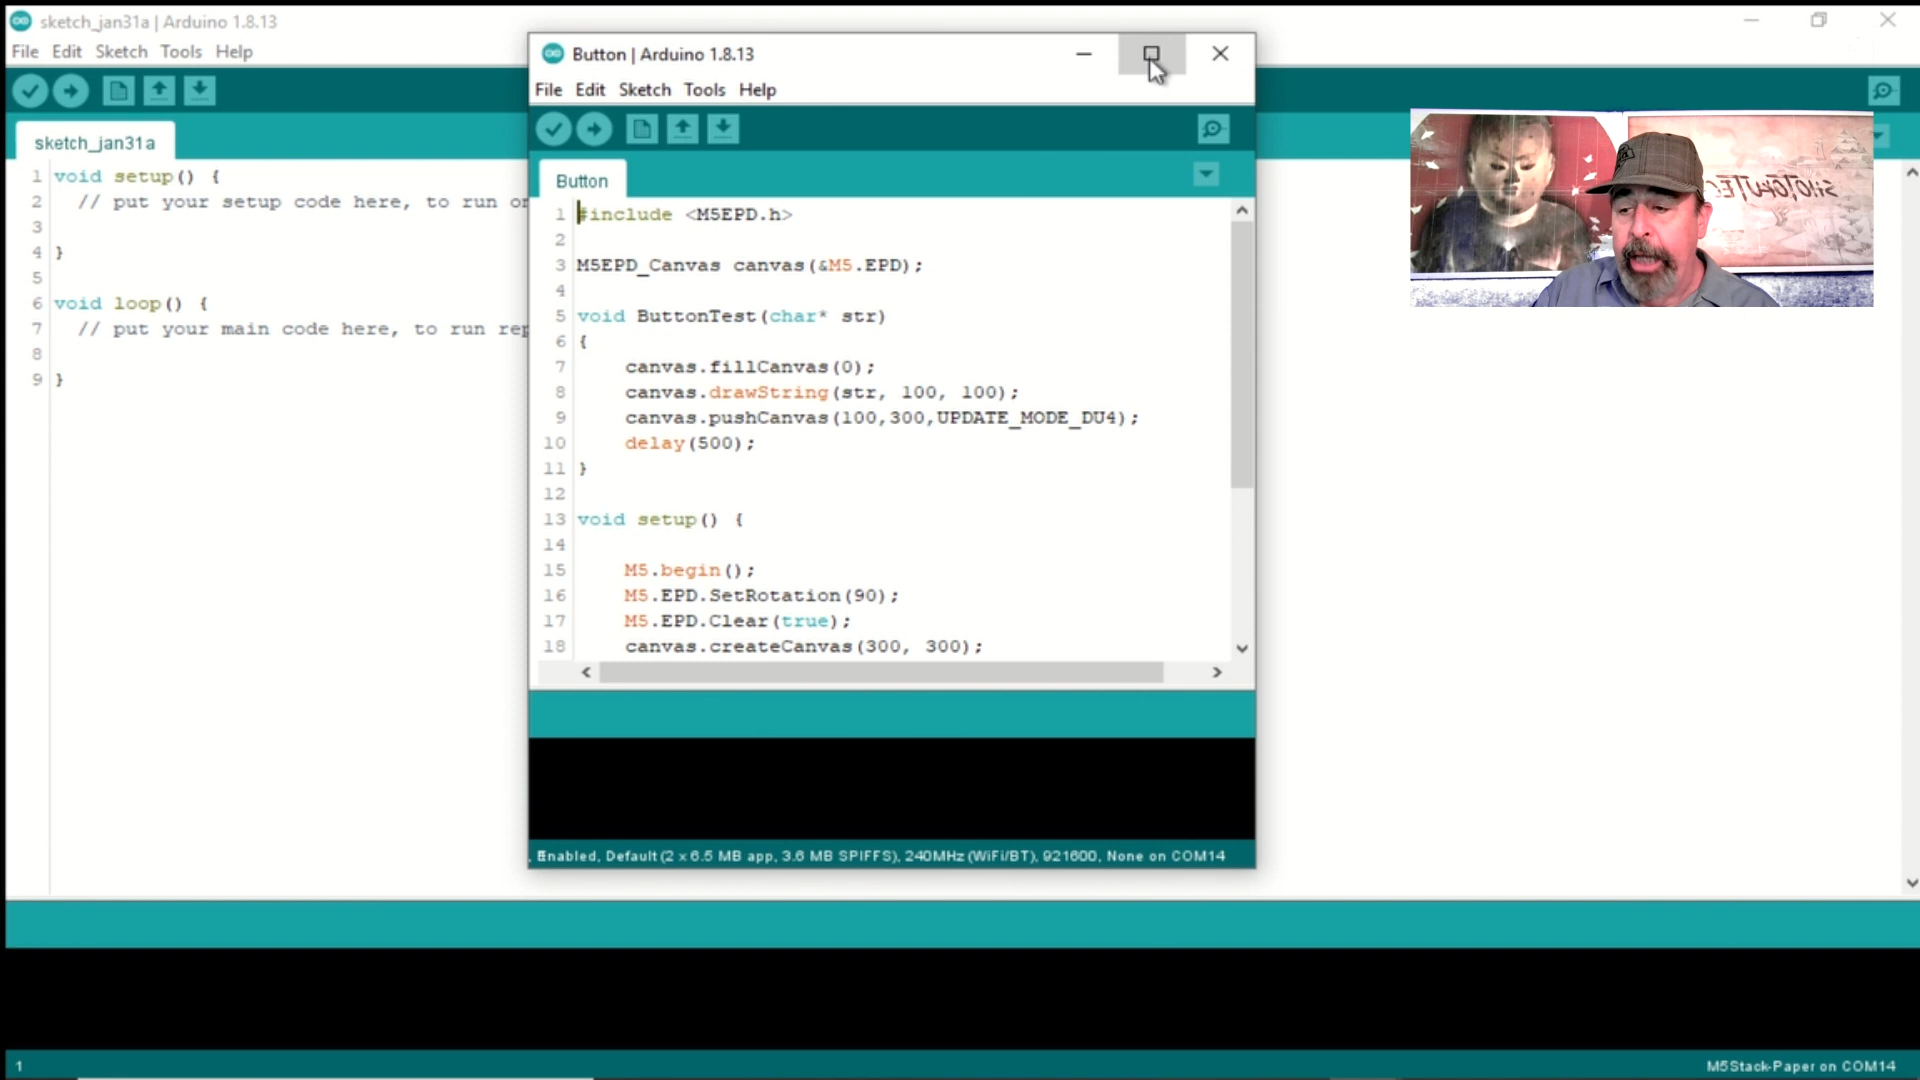 sketch_jan31a | Arduino 1.8.13
File Edit Sketch Tools Help
sketch_jan31a
1 void setup() {
2 // put your setup code here, to run on
3
4 }
5
6 void loop() {
7 // put your main code here, to run rep
8
9 }
Button | Arduino 1.8.13
File Edit Sketch Tools Help
Button
1 #include <M5EPD.h>
2
3 M5EPD_Canvas canvas(&M5.EPD);
4
5 void ButtonTest(char* str)
6 {
7 canvas.fillCanvas(0);
8 canvas.drawString(str, 100, 100);
9 canvas.pushCanvas(100,300,UPDATE_MODE_DU4);
10 delay(500);
11 }
12
13 void setup() {
14
15 M5.begin();
16 M5.EPD.SetRotation(90);
17 M5.EPD.Clear(true);
18 canvas.createCanvas(300, 300);
, Enabled, Default (2 x 6.5 MB app, 3.6 MB SPIFFS), 240MHz (WiFi/BT), 921600, None on COM14
1
M5Stack-Paper on COM14